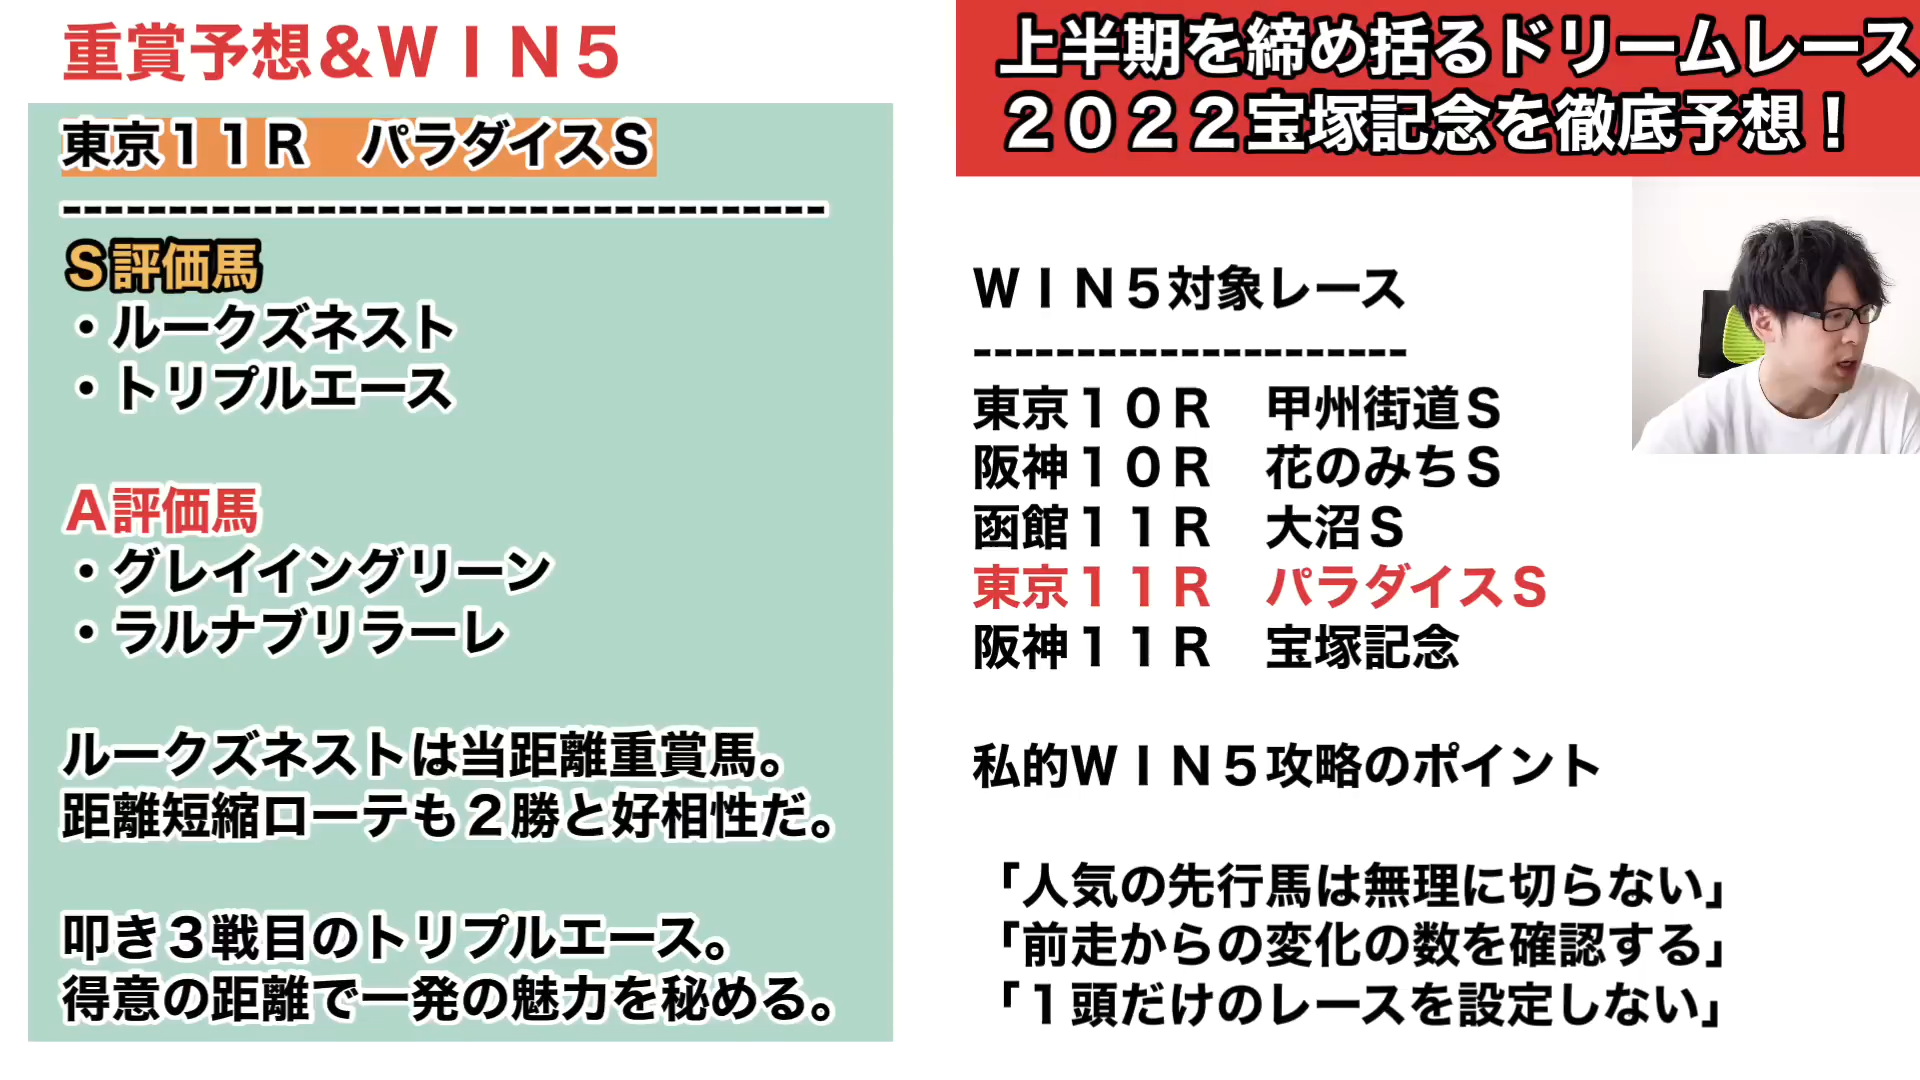 重賞予想＆ＷＩＮ５
東京１１Ｒ　パラダイスＳ
-------------------------------------
Ｓ評価馬
・ルークズネスト
・トリプルエース
Ａ評価馬
・グレイイングリーン
・ラルナブリラーレ
ルークズネストは当距離重賞馬。
距離短縮ローテも２勝と好相性だ。
叩き３戦目のトリプルエース。
得意の距離で一発の魅力を秘める。
上半期を締め括るドリームレース
２０２２宝塚記念を徹底予想！
ＷＩＮ５対象レース
---------------------
東京１０Ｒ　甲州街道Ｓ
阪神１０Ｒ　花のみちＳ
函館１１Ｒ　大沼Ｓ
東京１１Ｒ　パラダイスＳ
阪神１１Ｒ　宝塚記念
私的ＷＩＮ５攻略のポイント
「人気の先行馬は無理に切らない」
「前走からの変化の数を確認する」
「１頭だけのレースを設定しない」